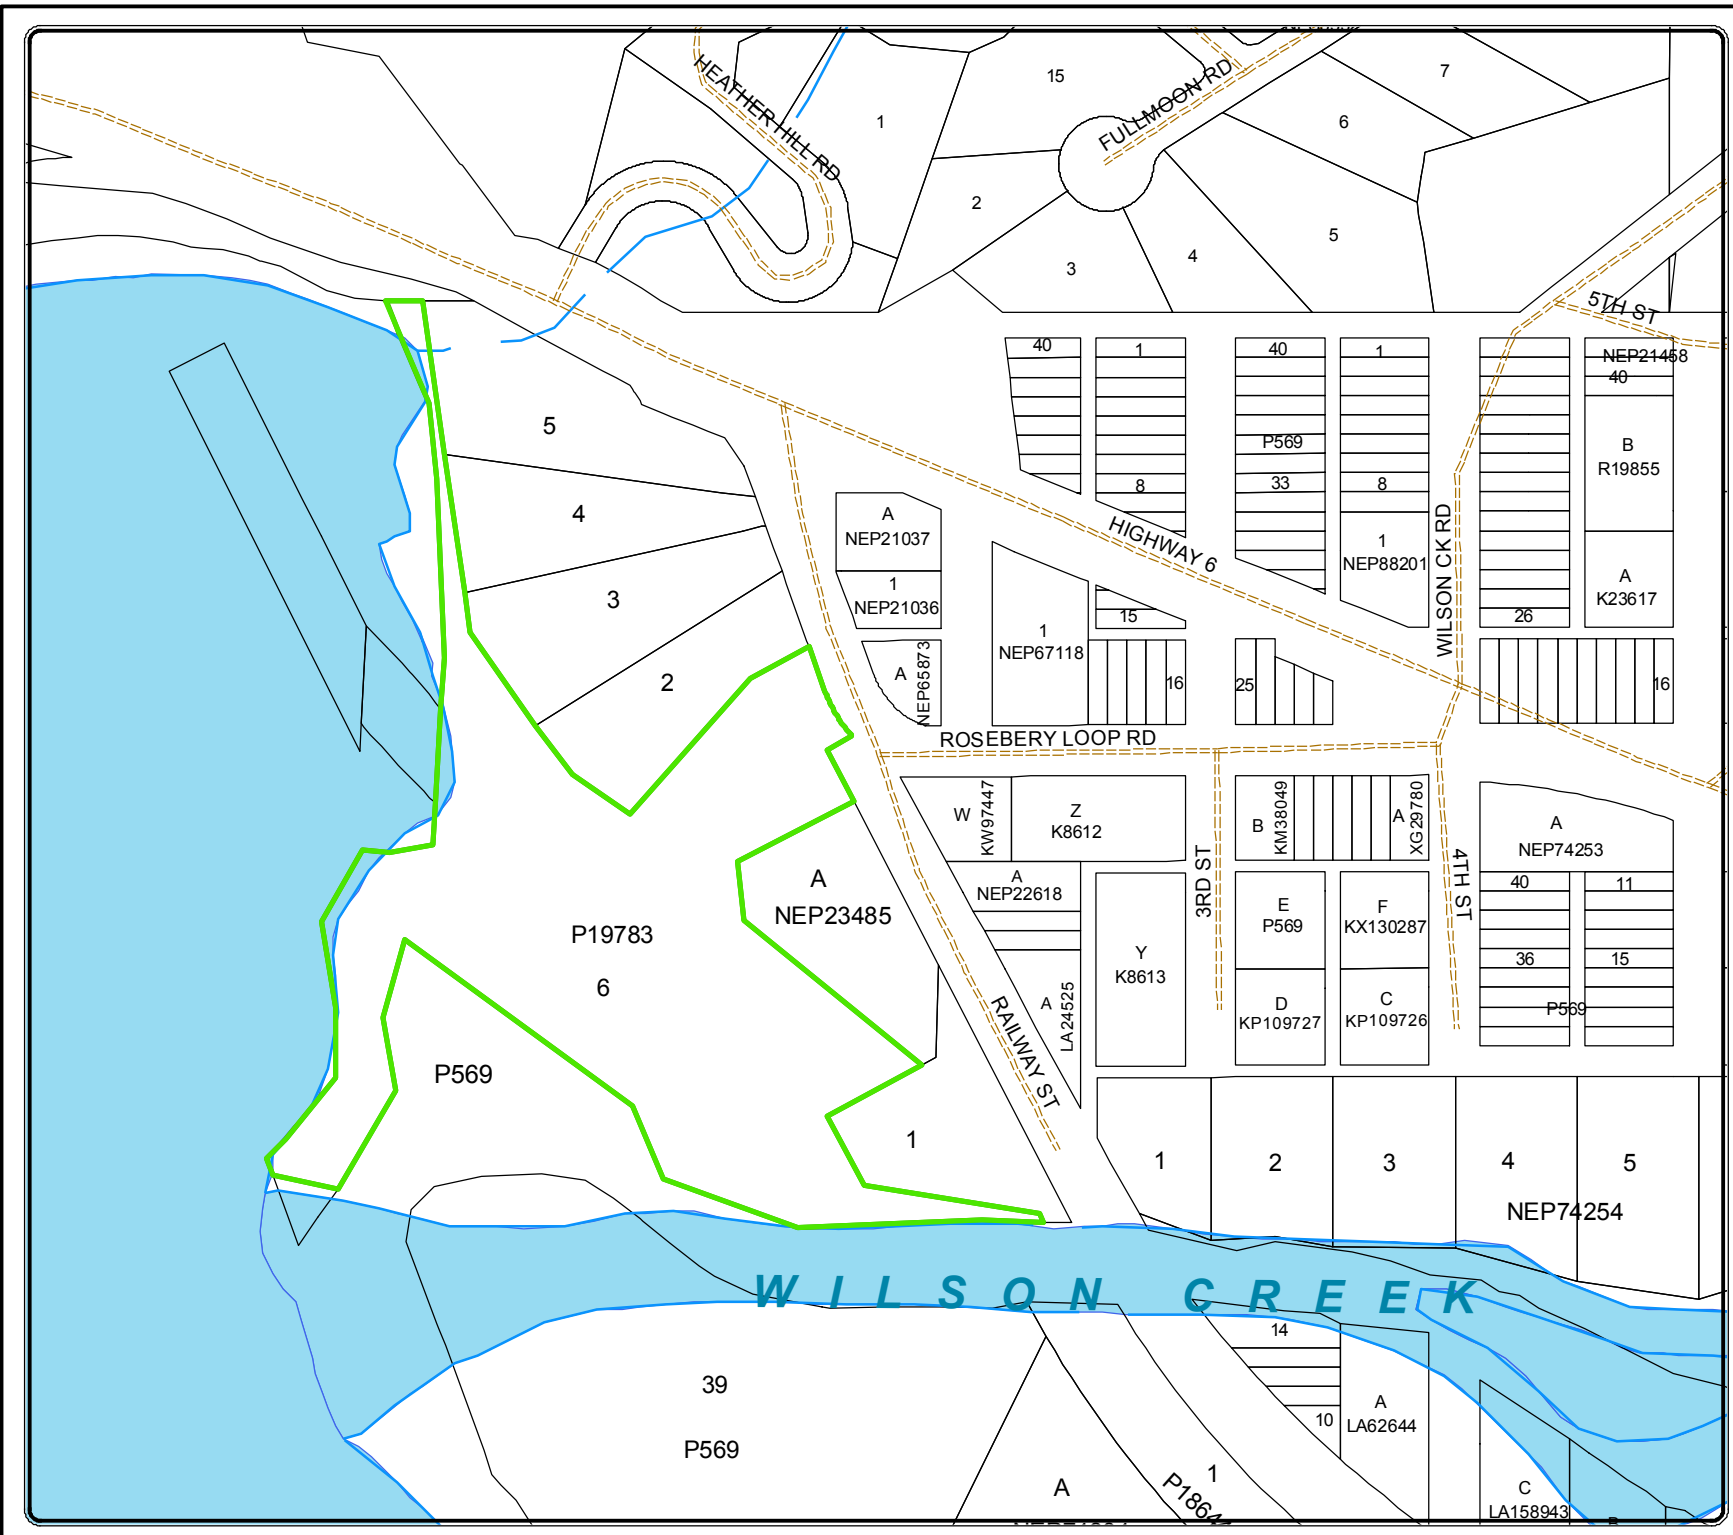 HEATHER HILL RD
1
15
FULLMOON RD
7
6
2
5
3
4
5TH ST
40
1
40
1
NEP21458
40
5
P569
B
R19855
8
33
8
4
A
NEP21037
HIGHWAY 6
WILSON CK RD
1
NEP88201
1
NEP21036
A
K23617
3
15
26
1
NEP67118
A
NEP65873
2
16
25
16
ROSEBERY LOOP RD
W
KW97447
Z
K8612
B
KM38049
A
XG29780
A
NEP74253
A
NEP23485
A
NEP22618
3RD ST
4TH ST
40
11
E
P569
F
KX130287
P19783
6
Y
K8613
36
15
A
LA24525
D
KP109727
C
KP109726
P569
RAILWAY ST
P569
1
1
2
3
4
5
NEP74254
WILSON CREEK
14
39
P569
10
A
LA62644
1
A
C
LA158943